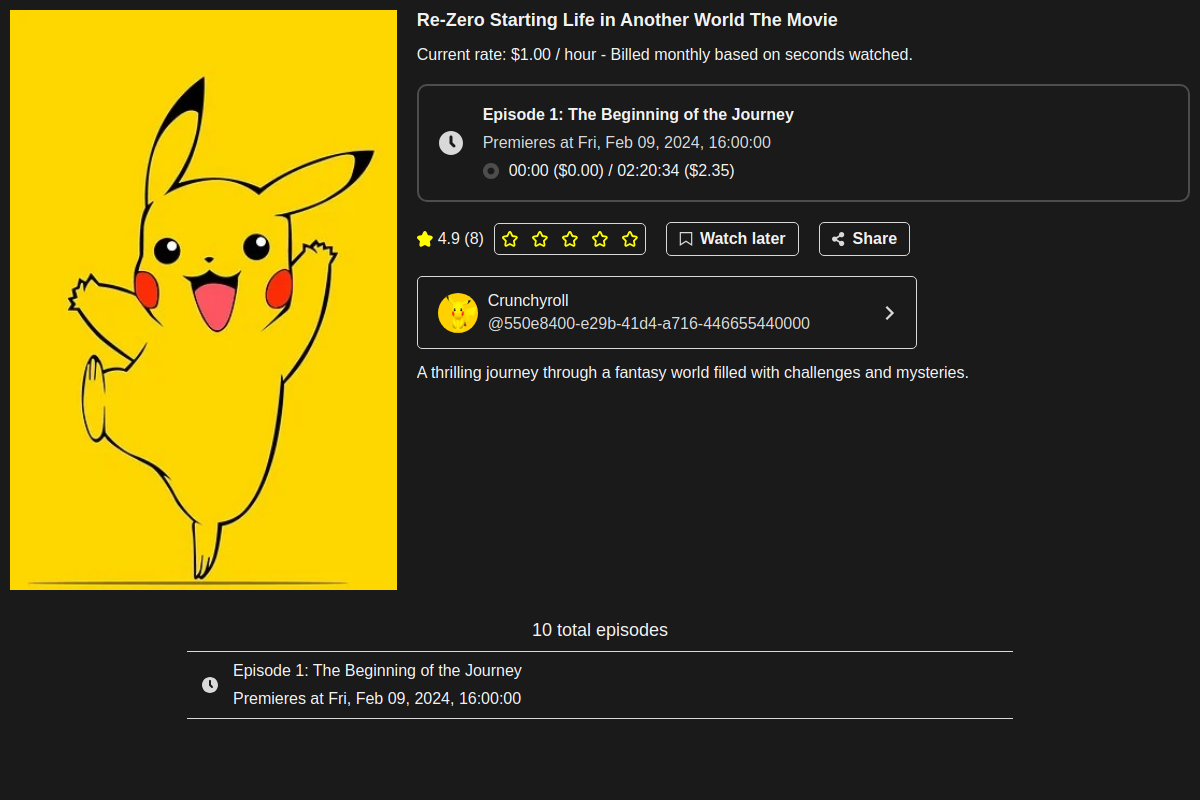 Re-Zero Starting Life in Another World The Movie
Current rate: $1.00 / hour - Billed monthly based on seconds watched.
Episode 1: The Beginning of the Journey
Premieres at Fri, Feb 09, 2024, 16:00:00
00:00 ($0.00) / 02:20:34 ($2.35)
4.9 (8) Watch later Share
Crunchyroll
@550e8400-e29b-41d4-a716-446655440000
A thrilling journey through a fantasy world filled with challenges and mysteries.
10 total episodes
Episode 1: The Beginning of the Journey
Premieres at Fri, Feb 09, 2024, 16:00:00